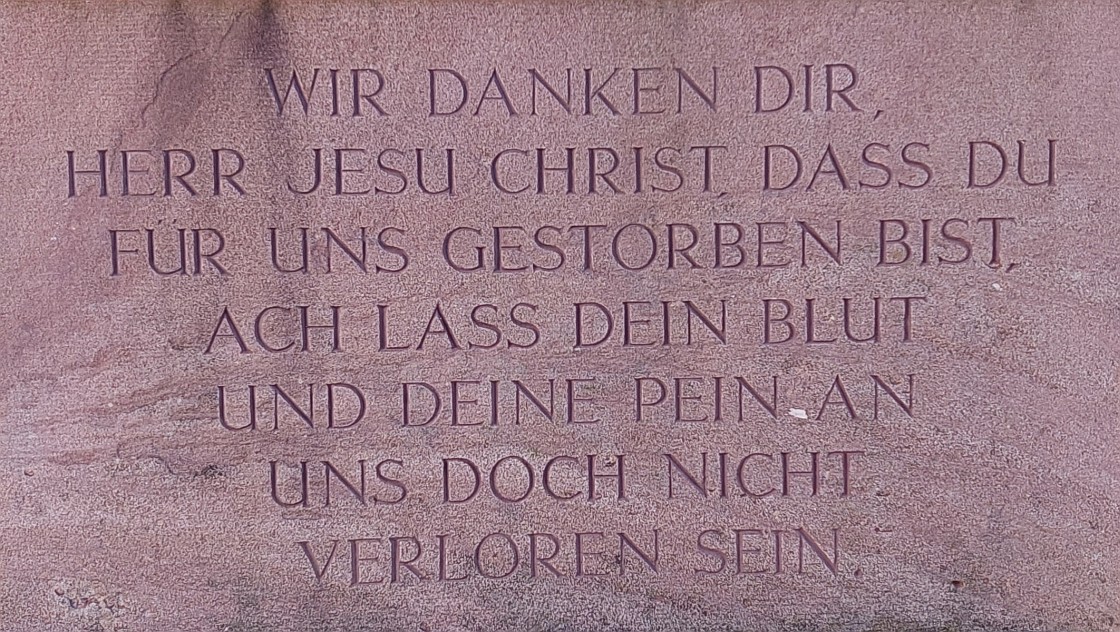 WIR DANKEN DIR,
HERR JESU CHRIST, DASS DU
FÜR UNS GESTORBEN BIST,
ACH LASS DEIN BLUT
UND DEINE PEIN AN
UNS DOCH NICHT
VERLOREN SEIN.